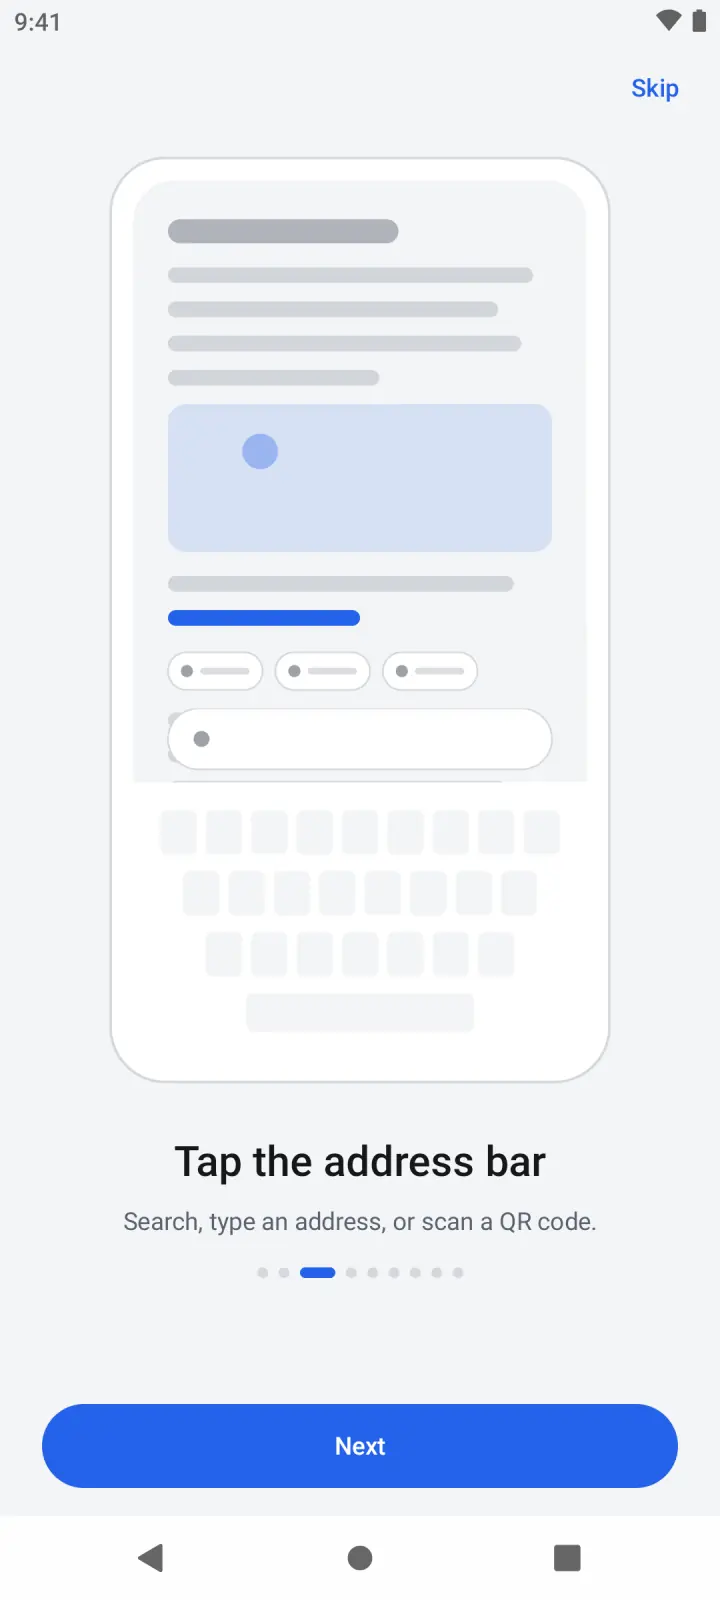 9:41
Skip
Tap the address bar
Search, type an address, or scan a QR code.
Next